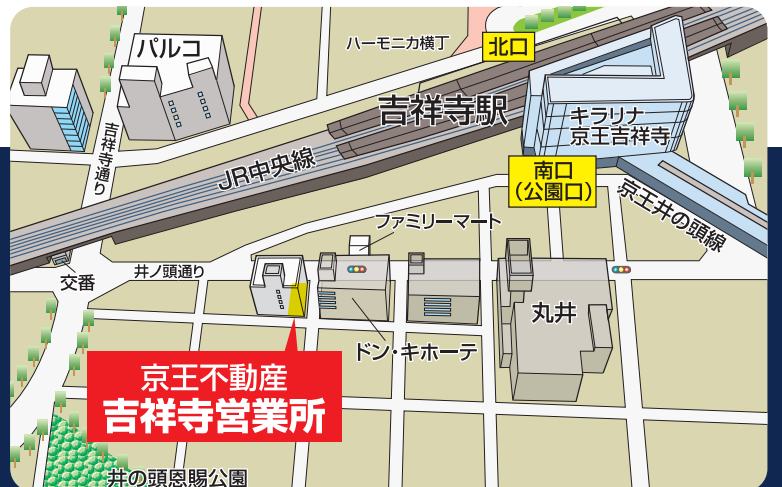 パルコ
ハーモニカ横丁
北口
吉祥寺駅
キラリナ
京王吉祥寺
吉祥寺通り
JR中央線
南口
（公園口）
京王井の頭線
ファミリーマート
交番
井ノ頭通り
丸井
ドン・キホーテ
京王不動産
吉祥寺営業所
井の頭恩賜公園